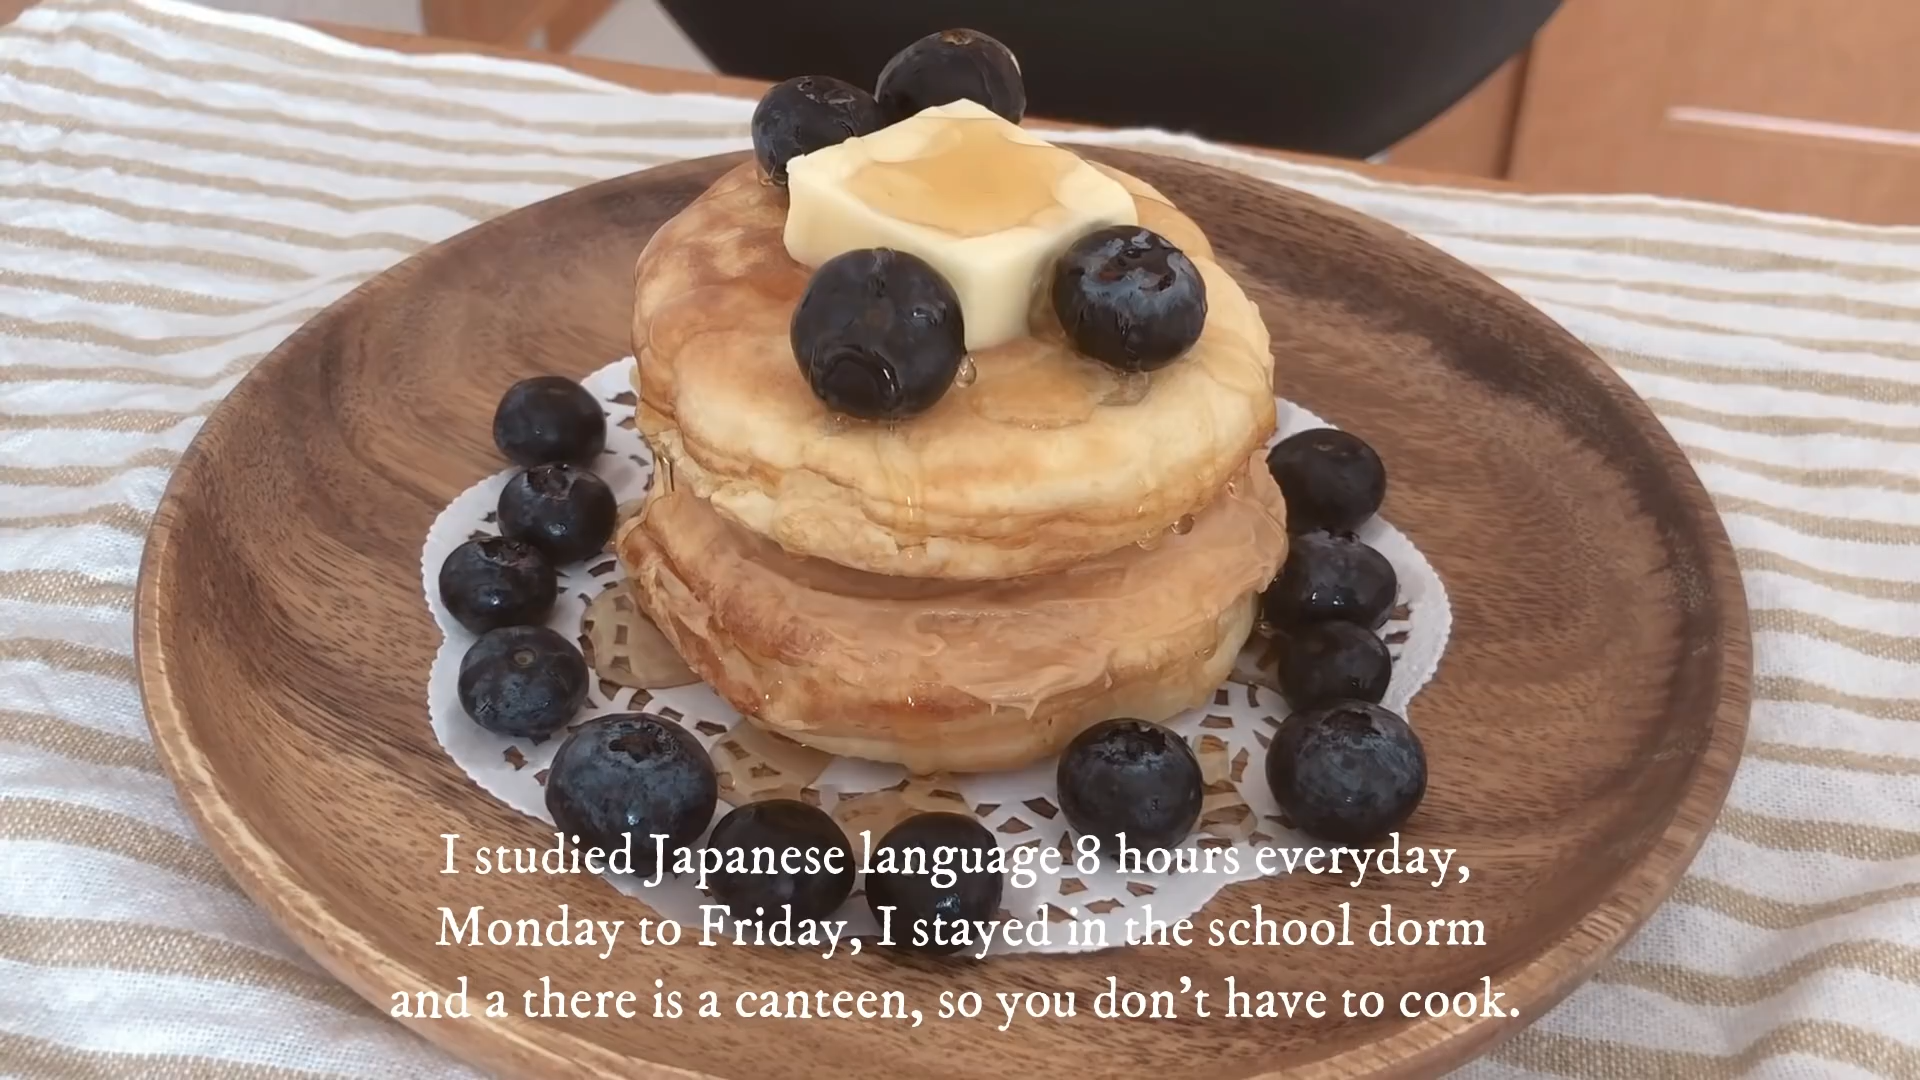 I studied Japanese language 8 hours everyday,
Monday to Friday, I stayed in the school dorm
and a there is a canteen, so you don't have to cook.